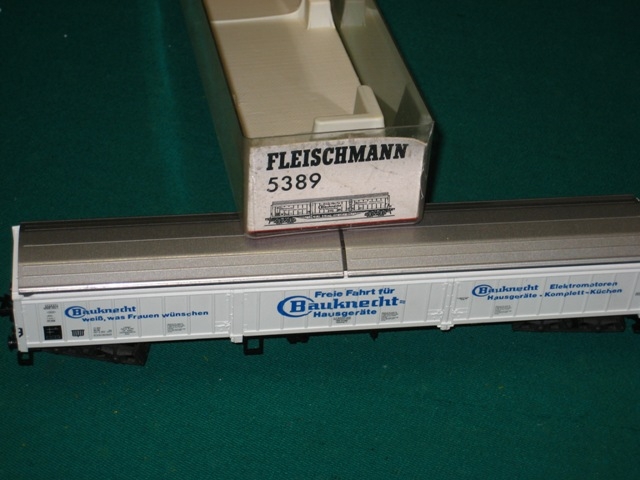 FLEISCHMANN
5389
Bauknecht
weiß, was Frauen wünschen
Freie Fahrt für
Bauknecht
Hausgeräte
Bauknecht Elektromotoren
Hausgeräte - Komplett-Küchen